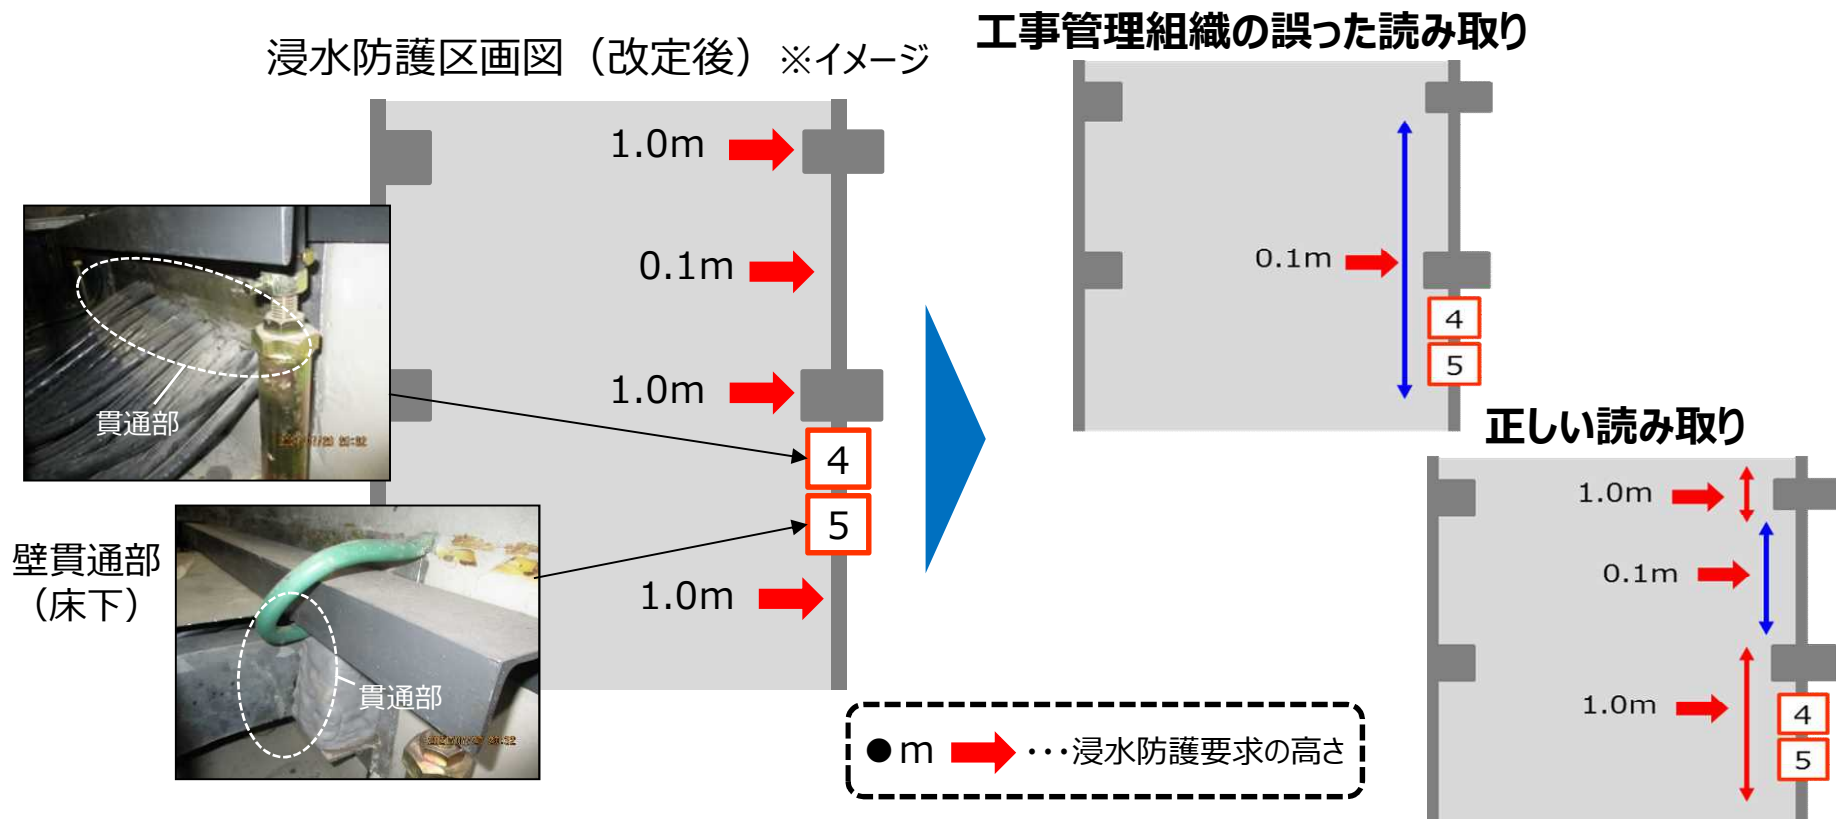 工事管理組織の誤った読み取り
浸水防護区画図（改定後）※イメージ
1.0m
0.1m
1.0m
4
5
1.0m
貫通部
壁貫通部
（床下）
貫通部
0.1m
4
5
正しい読み取り
1.0m
0.1m
1.0m
4
5
●m ・・・浸水防護要求の高さ